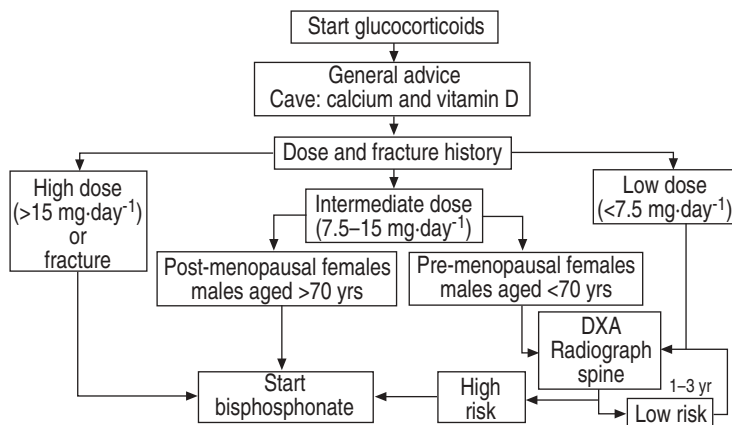 Start glucocorticoids
General advice
Cave: calcium and vitamin D
Dose and fracture history
High dose
(>15 mg·day⁻¹)
or
fracture
Intermediate dose
(7.5–15 mg·day⁻¹)
Low dose
(<7.5 mg·day⁻¹)
Post-menopausal females
males aged >70 yrs
Pre-menopausal females
males aged <70 yrs
DXA
Radiograph
spine
Start
bisphosphonate
High
risk
1–3 yr
Low risk